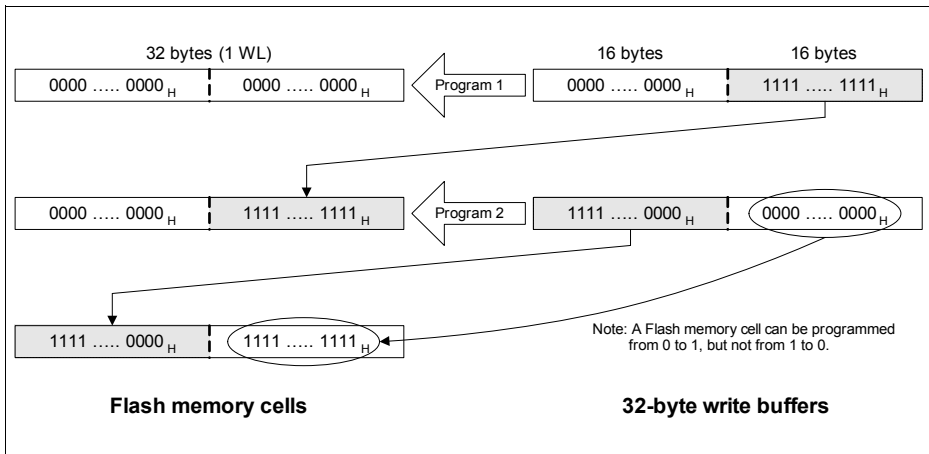 32 bytes (1 WL) 16 bytes 16 bytes
0000 ..... 0000 H 0000 ..... 0000 H Program 1 0000 ..... 0000 H 1111 ..... 1111 H
0000 ..... 0000 H 1111 ..... 1111 H Program 2 1111 ..... 0000 H 0000 ..... 0000 H
1111 ..... 0000 H 1111 ..... 1111 H
Note: A Flash memory cell can be programmed
from 0 to 1, but not from 1 to 0.
Flash memory cells 32-byte write buffers